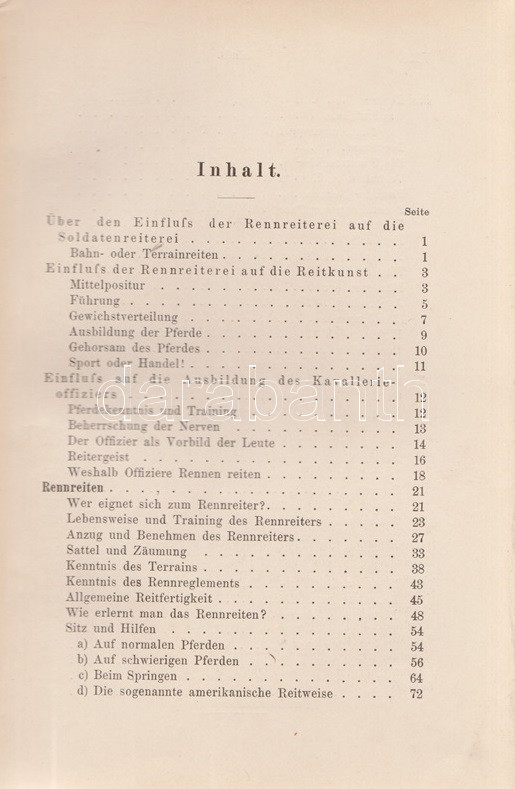 Inhalt.
Seite
Über den Einfluſs der Rennreiterei auf die
Soldatenreiterei . . . . . . . . . . . . . . 1
Bahn- oder Terrainreiten . . . . . . . . . . . . 1
Einfluſs der Rennreiterei auf die Reitkunst . . 3
Mittelpositur . . . . . . . . . . . . . . . . 3
Führung . . . . . . . . . . . . . . . . . . 5
Gewichtsverteilung . . . . . . . . . . . . . . 7
Ausbildung der Pferde . . . . . . . . . . . . . 9
Gehorsam des Pferdes . . . . . . . . . . . . . 10
Sport oder Handel! . . . . . . . . . . . . . . 11
Einfluſs auf die Ausbildung des Kavallerie-
offiziers . . . . . . . . . . . . . . . . . . 12
Pferdekenntnis und Training . . . . . . . . . . . 12
Beherrschung der Nerven . . . . . . . . . . . . 13
Der Offizier als Vorbild der Leute . . . . . . . . 14
Reitergeist . . . . . . . . . . . . . . . . . 16
Weshalb Offiziere Rennen reiten . . . . . . . . . 18
Rennreiten . . . . . . . . . . . . . . . . . . 21
Wer eignet sich zum Rennreiter? . . . . . . . . . 21
Lebensweise und Training des Rennreiters . . . . . 23
Anzug und Benehmen des Rennreiters . . . . . . . 27
Sattel und Zäumung . . . . . . . . . . . . . . 33
Kenntnis des Terrains . . . . . . . . . . . . . 38
Kenntnis des Rennreglements . . . . . . . . . . 43
Allgemeine Reitfertigkeit . . . . . . . . . . . . 45
Wie erlernt man das Rennreiten? . . . . . . . . . 48
Sitz und Hilfen . . . . . . . . . . . . . . . 54
a) Auf normalen Pferden . . . . . . . . . . . . 54
b) Auf schwierigen Pferden . . . . . . . . . . . 56
c) Beim Springen . . . . . . . . . . . . . . . 64
d) Die sogenannte amerikanische Reitweise . . . . 72
darabanth